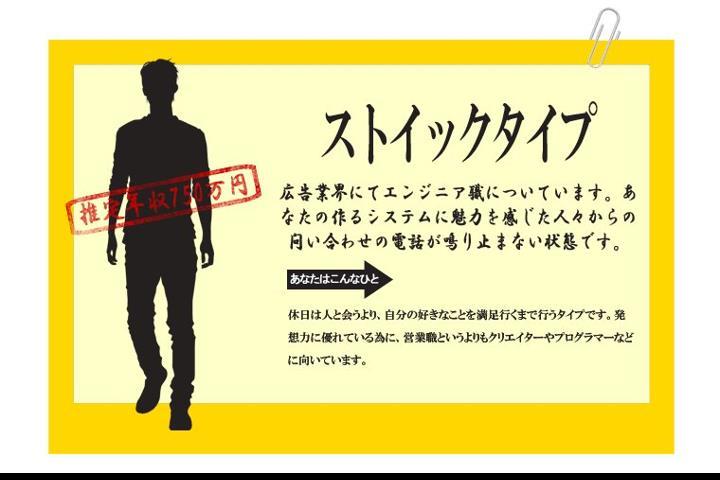 ストイックタイプ
推定年収750万円
広告業界にてエンジニア職についています。あ
なたの作るシステムに魅力を感じた人々からの
問い合わせの電話が鳴り止まない状態です。
あなたはこんなひと
休日は人と会うより、自分の好きなことを満足行くまで行うタイプです。発
想力に優れている為に、営業職というよりもクリエイターやプログラマーなど
に向いています。